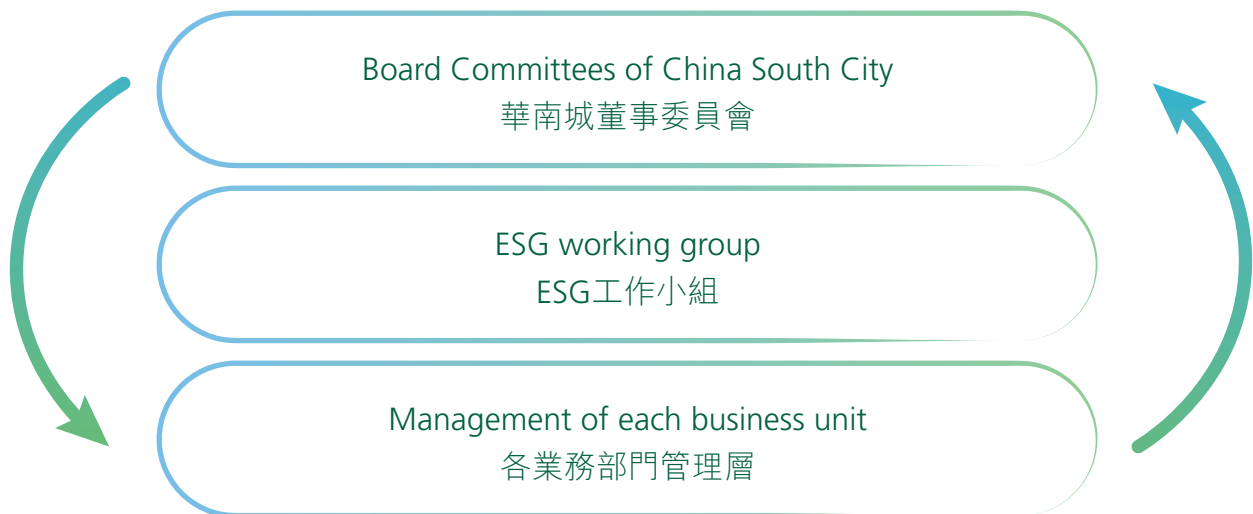 Board Committees of China South City
華南城董事委員會
ESG working group
ESG工作小組
Management of each business unit
各業務部門管理層